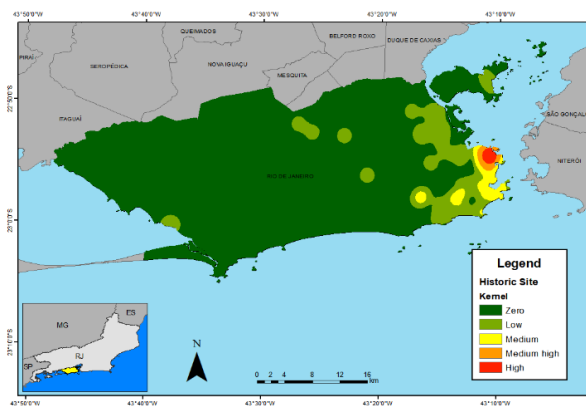 43°50'0"W 43°40'0"W 43°30'0"W 43°20'0"W 43°10'0"W
QUEIMADOS
BELFORD ROXO
DUQUE DE CAXIAS
PIRAÍ
SEROPÉDICA
NOVA IGUAÇU
MESQUITA
22°50'0"S
ITAGUAÍ
SÃO GONÇALO
NITERÓI
RIO DE JANEIRO
23°0'0"S
Legend
Historic Site
Kernel
Zero
Low
Medium
Medium high
High
MG
ES
RJ
SP
N
23°10'0"S
0 2 4 8 12 16
km
43°50'0"W 43°40'0"W 43°30'0"W 43°20'0"W 43°10'0"W